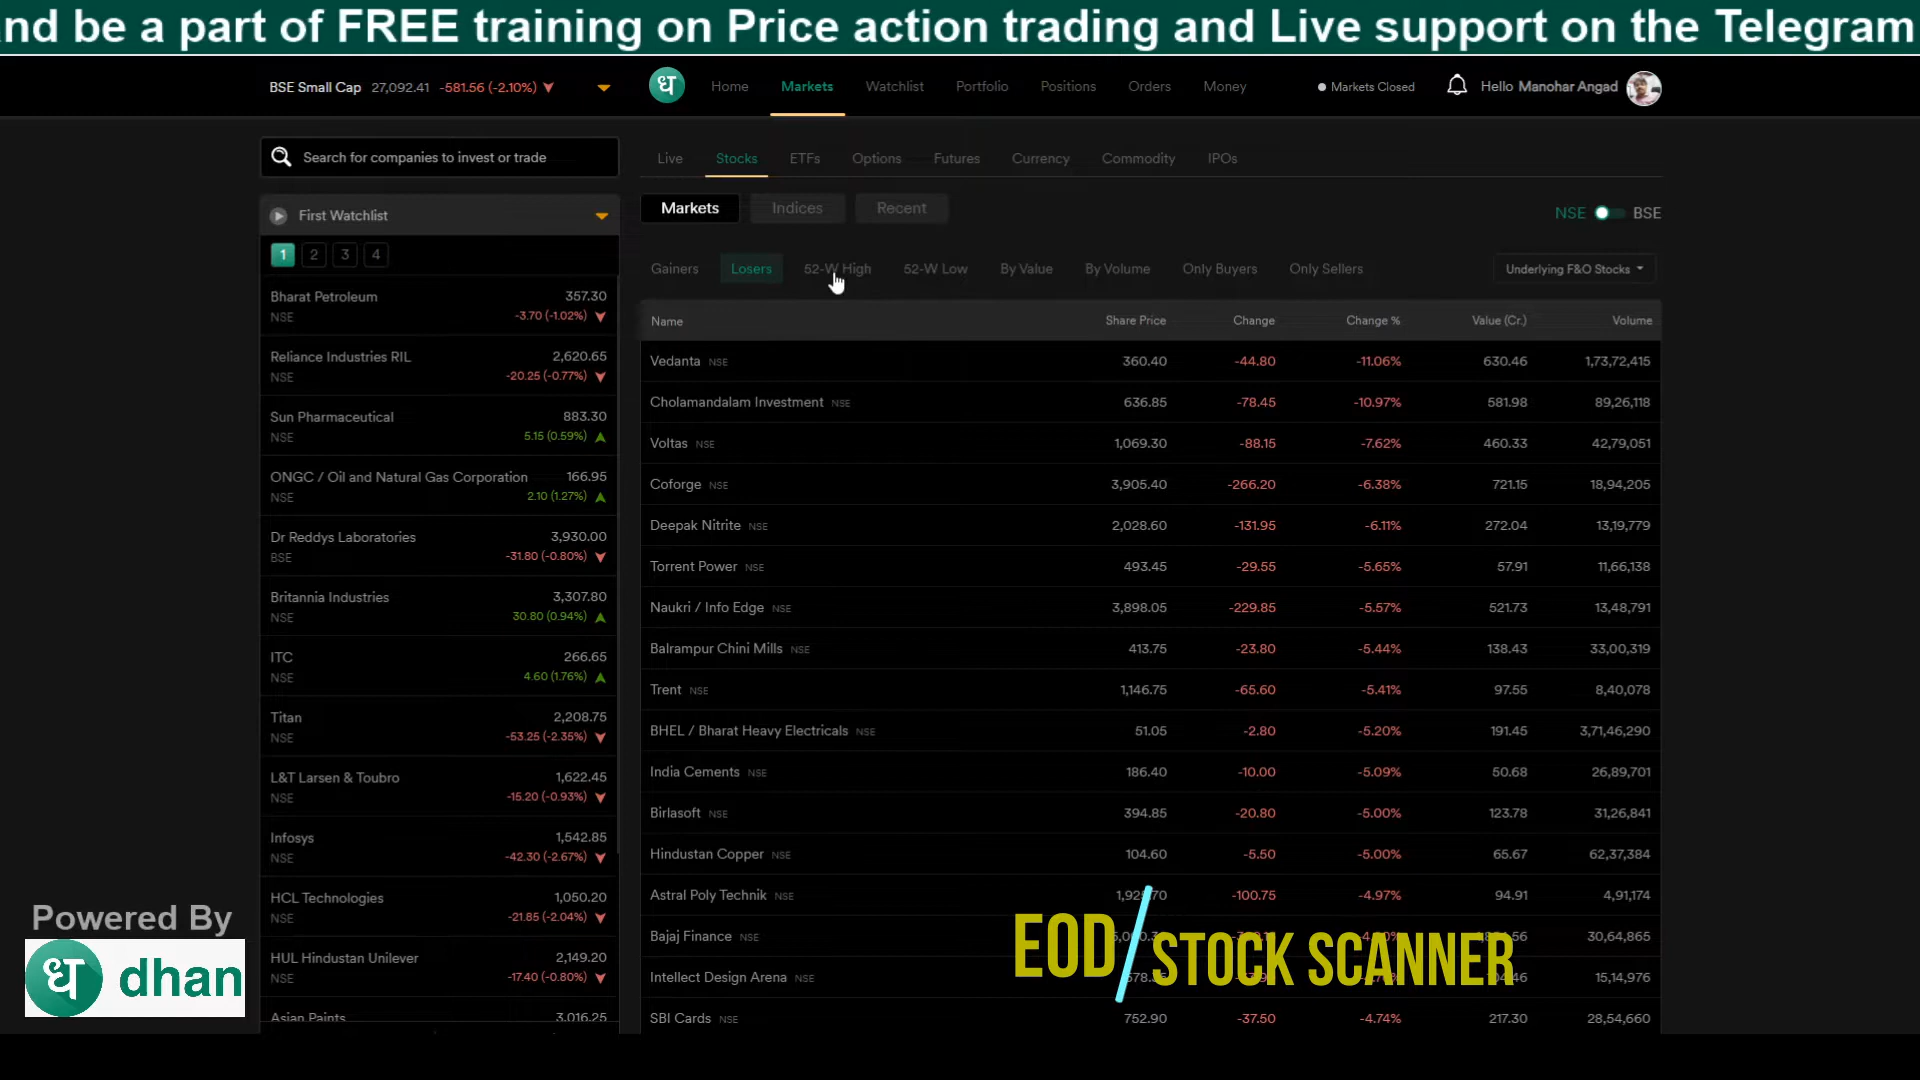 nd be a part of FREE training on Price action trading and Live support on the Telegram
BSE Small Cap 27,092.41 -581.56 (-2.10%)
ध Home Markets Watchlist Portfolio Positions Orders Money
Markets Closed Hello Manohar Angad
Search for companies to invest or trade
Live Stocks ETFs Options Futures Currency Commodity IPOs
Markets Indices Recent
NSE BSE
First Watchlist
1 2 3 4
Bharat Petroleum 357.30
NSE -3.70 (-1.02%)
Reliance Industries RIL 2,620.65
NSE -20.25 (-0.77%)
Sun Pharmaceutical 883.30
NSE 5.15 (0.59%)
ONGC / Oil and Natural Gas Corporation 166.95
NSE 2.10 (1.27%)
Dr Reddys Laboratories 3,930.00
BSE -31.80 (-0.80%)
Britannia Industries 3,307.80
NSE 30.80 (0.94%)
ITC 266.65
NSE 4.60 (1.76%)
Titan 2,208.75
NSE -53.25 (-2.35%)
L&T Larsen & Toubro 1,622.45
NSE -15.20 (-0.93%)
Infosys 1,542.85
NSE -42.30 (-2.67%)
HCL Technologies 1,050.20
NSE -21.85 (-2.04%)
HUL Hindustan Unilever 2,149.20
NSE -17.40 (-0.80%)
Asian Paints 3,016.25
Gainers Losers 52-W High 52-W Low By Value By Volume Only Buyers Only Sellers Underlying F&O Stocks
Name Share Price Change Change % Value (Cr.) Volume
Vedanta NSE 360.40 -44.80 -11.06% 630.46 1,73,72,415
Cholamandalam Investment NSE 636.85 -78.45 -10.97% 581.98 89,26,118
Voltas NSE 1,069.30 -88.15 -7.62% 460.33 42,79,051
Coforge NSE 3,905.40 -266.20 -6.38% 721.15 18,94,205
Deepak Nitrite NSE 2,028.60 -131.95 -6.11% 272.04 13,19,779
Torrent Power NSE 493.45 -29.55 -5.65% 57.91 11,66,138
Naukri / Info Edge NSE 3,898.05 -229.85 -5.57% 521.73 13,48,791
Balrampur Chini Mills NSE 413.75 -23.80 -5.44% 138.43 33,00,319
Trent NSE 1,146.75 -65.60 -5.41% 97.55 8,40,078
BHEL / Bharat Heavy Electricals NSE 51.05 -2.80 -5.20% 191.45 3,71,46,290
India Cements NSE 186.40 -10.00 -5.09% 50.68 26,89,701
Birlasoft NSE 394.85 -20.80 -5.00% 123.78 31,26,841
Hindustan Copper NSE 104.60 -5.50 -5.00% 65.67 62,37,384
Astral Poly Technik NSE -100.75 -4.97% 94.91 4,91,174
Bajaj Finance NSE 30,64,865
Intellect Design Arena NSE 15,14,976
SBI Cards NSE 752.90 -37.50 -4.74% 217.30 28,54,660
EOD/STOCK SCANNER
Powered By
ध dhan